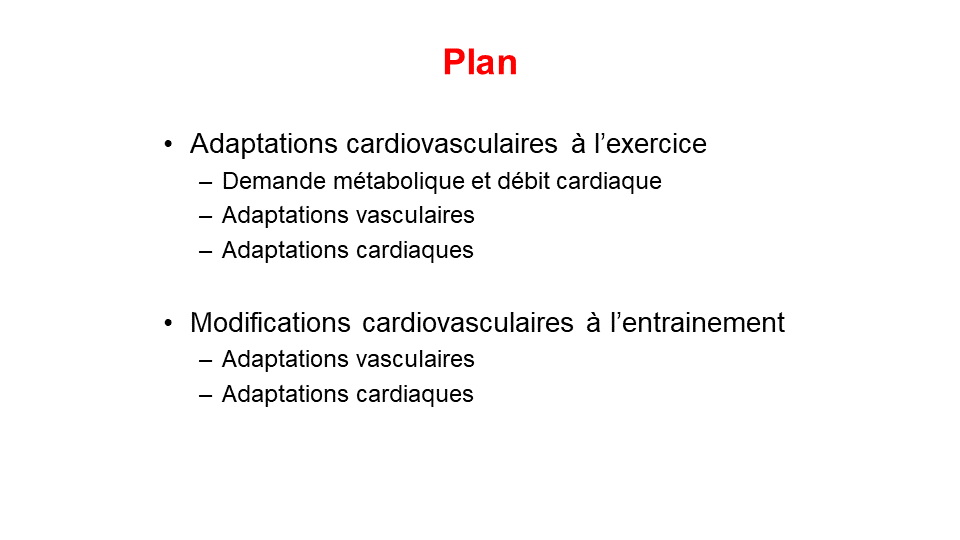 Plan
• Adaptations cardiovasculaires à l’exercice
– Demande métabolique et débit cardiaque
– Adaptations vasculaires
– Adaptations cardiaques
• Modifications cardiovasculaires à l’entrainement
– Adaptations vasculaires
– Adaptations cardiaques